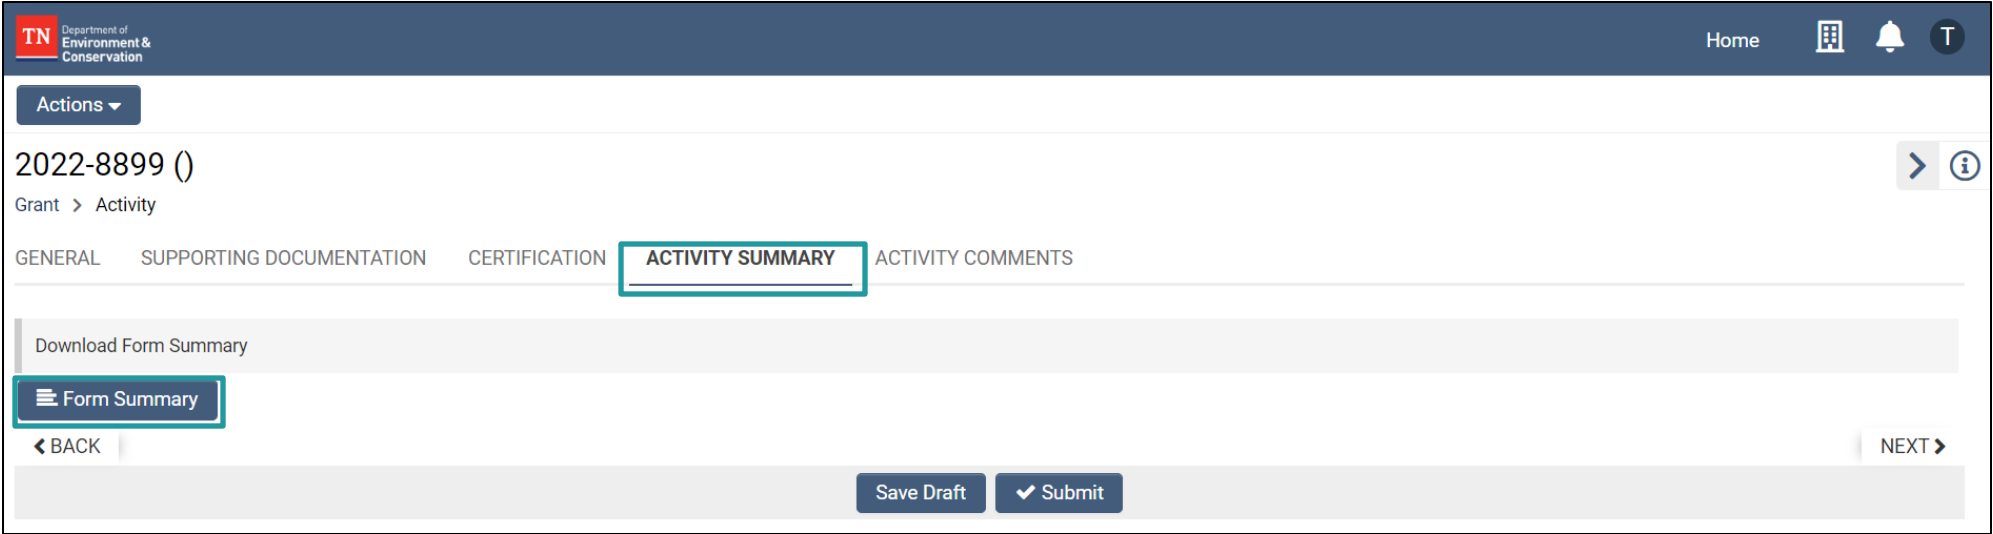 TN
Department of
Environment &
Conservation
Home
T
Actions
2022-8899 ()
Grant > Activity
GENERAL SUPPORTING DOCUMENTATION CERTIFICATION ACTIVITY SUMMARY ACTIVITY COMMENTS
Download Form Summary
Form Summary
BACK
NEXT
Save Draft Submit